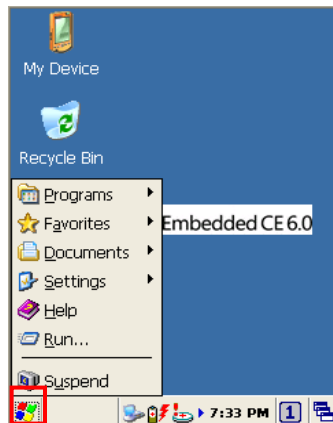 My Device
Recycle Bin
Programs
Favorites
Embedded CE 6.0
Documents
Settings
Help
Run...
Suspend
7:33 PM 1